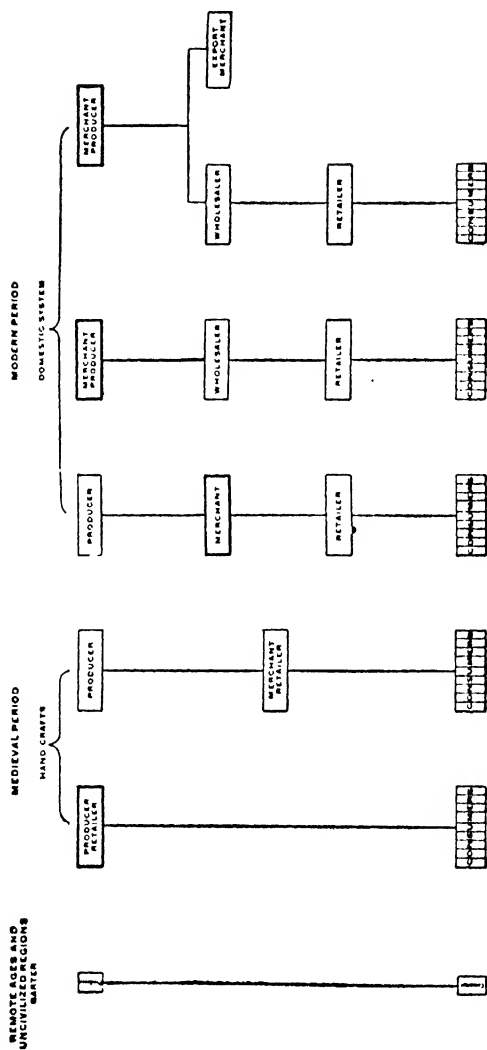 REMOTE AGES AND
UNCIVILIZED REGIONS
BARTER
MEDIEVAL PERIOD
HAND CRAFTS
PRODUCER
RETAILER
CONSUMERS
PRODUCER
MERCHANT
RETAILER
CONSUMERS
MODERN PERIOD
DOMESTIC SYSTEM
PRODUCER
MERCHANT
RETAILER
CONSUMERS
MERCHANT
PRODUCER
WHOLESALER
RETAILER
CONSUMERS
MERCHANT
PRODUCER
WHOLESALER
EXPORT
MERCHANT
RETAILER
CONSUMERS